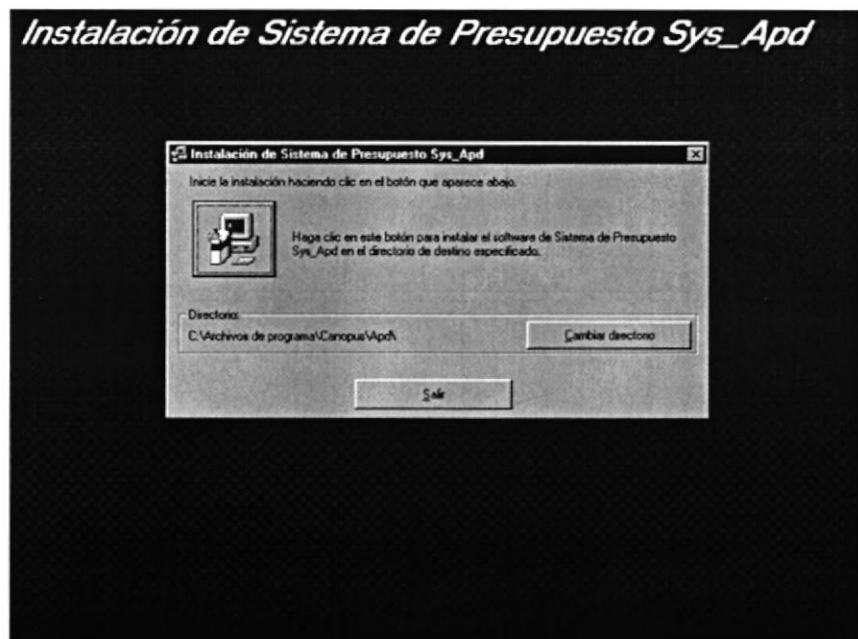 Instalación de Sistema de Presupuesto Sys_Apd
Instalación de Sistema de Presupuesto Sys_Apd
Inicie la instalación haciendo clic en el botón que aparece abajo.
Haga clic en este botón para instalar el software de Sistema de Presupuesto
Sys_Apd en el directorio de destino especificado.
Directorio:
C:\Archivos de programa\Canopus\Apd\
Cambiar directorio
Salir